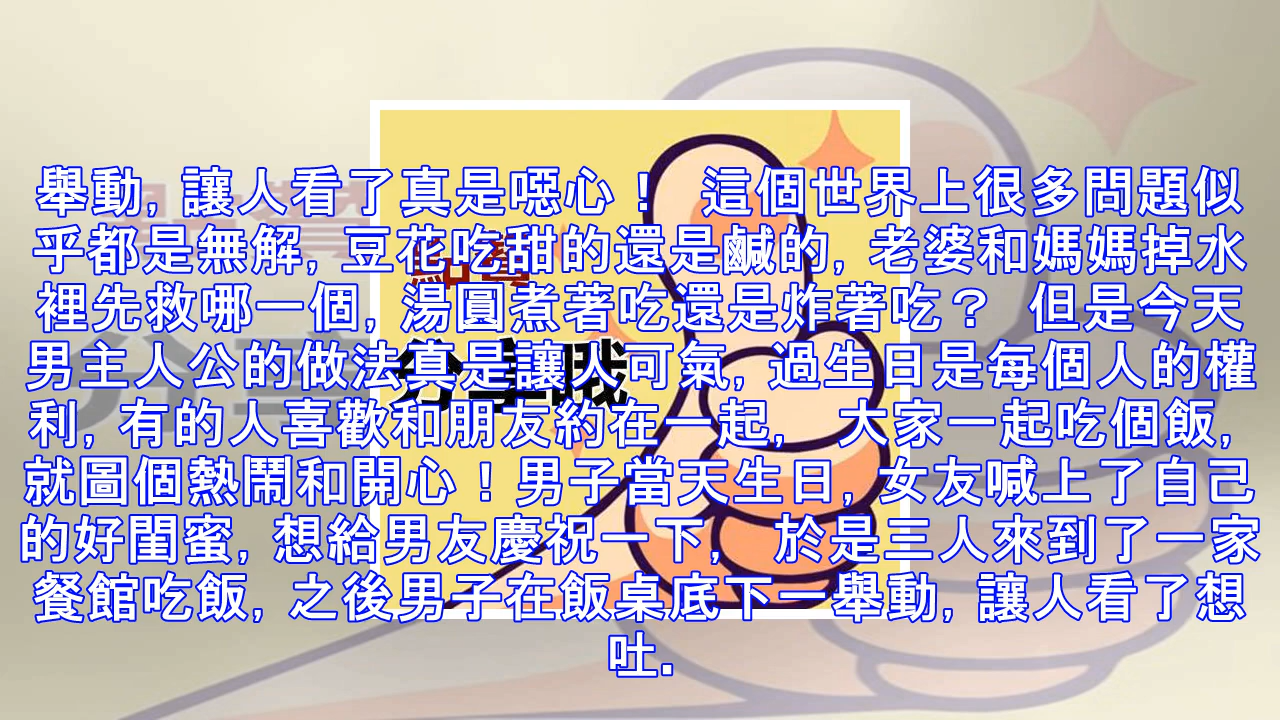 舉動, 讓人看了真是噁心！ 這個世界上很多問題似
乎都是無解, 豆花吃甜的還是鹹的, 老婆和媽媽掉水
裡先救哪一個, 湯圓煮著吃還是炸著吃？ 但是今天
男主人公的做法真是讓人可氣, 過生日是每個人的權
利, 有的人喜歡和朋友約在一起, 大家一起吃個飯,
就圖個熱鬧和開心！男子當天生日, 女友喊上了自己
的好閨蜜, 想給男友慶祝一下, 於是三人來到了一家
餐館吃飯, 之後男子在飯桌底下一舉動, 讓人看了想
吐.
點讚
分享哦